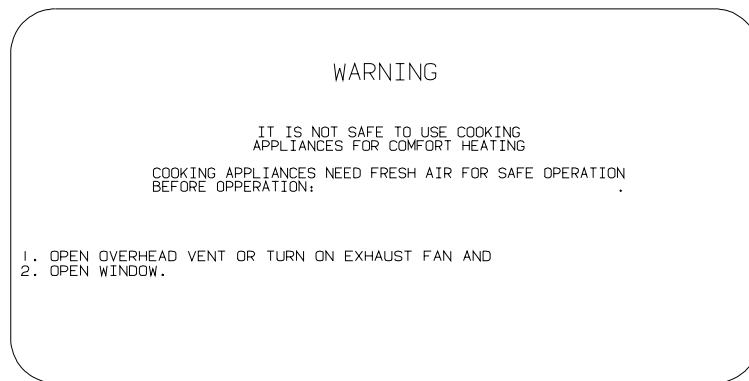 WARNING
IT IS NOT SAFE TO USE COOKING
APPLIANCES FOR COMFORT HEATING
COOKING APPLIANCES NEED FRESH AIR FOR SAFE OPERATION
BEFORE OPPERATION: .
1. OPEN OVERHEAD VENT OR TURN ON EXHAUST FAN AND
2. OPEN WINDOW.